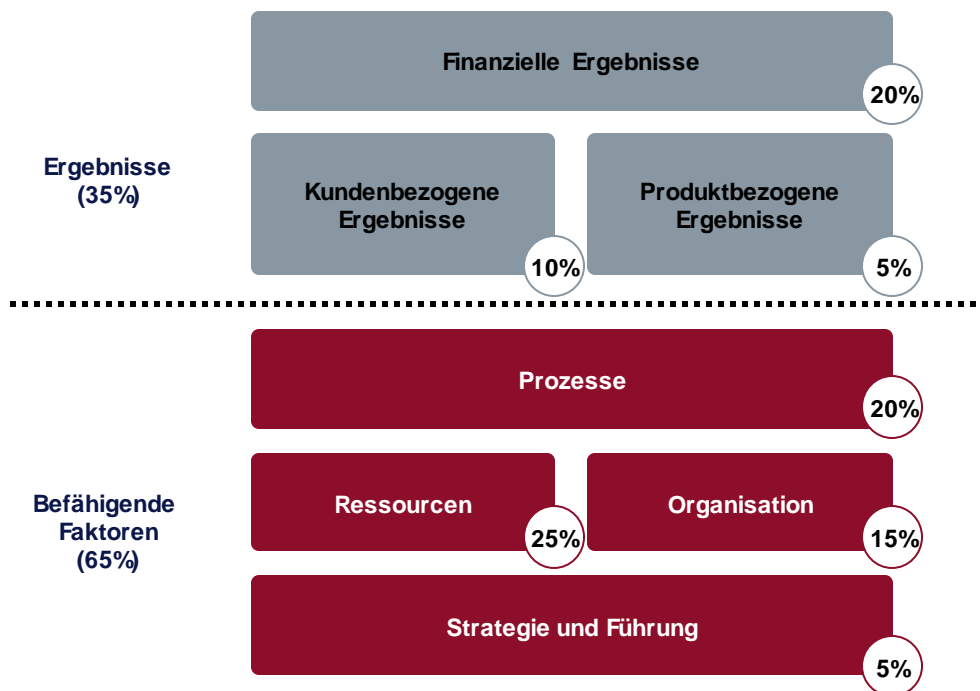 Finanzielle Ergebnisse
20%
Ergebnisse
(35%)
Kundenbezogene
Ergebnisse
10%
Produktbezogene
Ergebnisse
5%
Prozesse
20%
Befähigende
Faktoren
(65%)
Ressourcen
25%
Organisation
15%
Strategie und Führung
5%